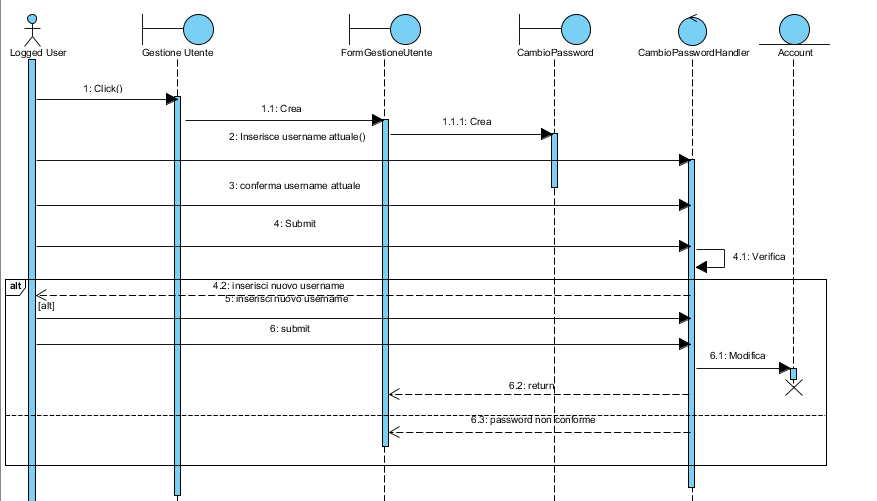 Logged User
Gestione Utente
FormGestioneUtente
CambioPassword
CambioPasswordHandler
Account
1: Click()
1.1: Crea
1.1.1: Crea
2: Inserisce username attuale()
3: conferma username attuale
4: Submit
4.1: Verifica
alt
4.2: inserisci nuovo username
5: inserisci nuovo username
[alt]
6: submit
6.1: Modifica
6.2: return
6.3: password non conforme